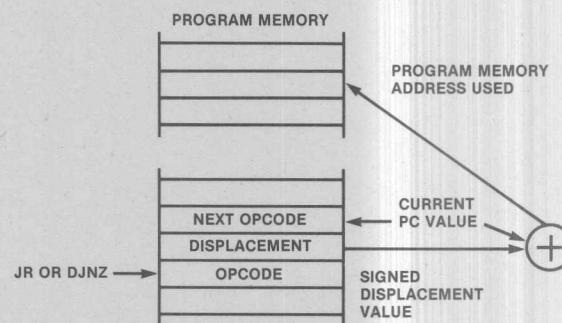 PROGRAM MEMORY
PROGRAM MEMORY
ADDRESS USED
NEXT OPCODE
CURRENT
PC VALUE
DISPLACEMENT
JR OR DJNZ
OPCODE
SIGNED
DISPLACEMENT
VALUE
+